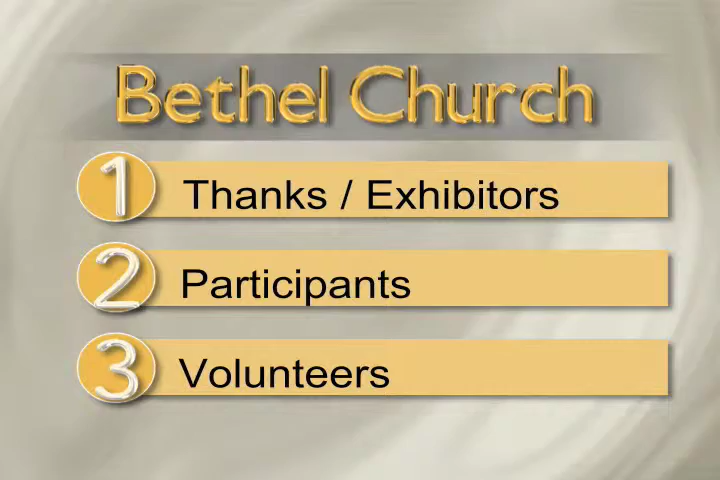 Bethel Church
1 Thanks / Exhibitors
2 Participants
3 Volunteers